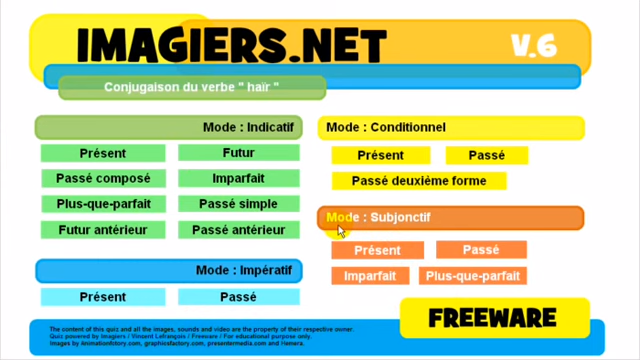 IMAGIERS.NET
V.6
Conjugaison du verbe " haïr "
Mode : Indicatif
Présent
Futur
Passé composé
Imparfait
Plus-que-parfait
Passé simple
Futur antérieur
Passé antérieur
Mode : Impératif
Présent
Passé
Mode : Conditionnel
Présent
Passé
Passé deuxième forme
Mode : Subjonctif
Présent
Passé
Imparfait
Plus-que-parfait
FREEWARE
The content of this quiz and all the images, sounds and video are the property of their respective owner.
Quiz powered by Imagiers / Vincent Lefrançois / Freeware / For educational purpose only.
Images by Animationfctory.com, graphicsfactory.com, presentermedia.com and Hemera.